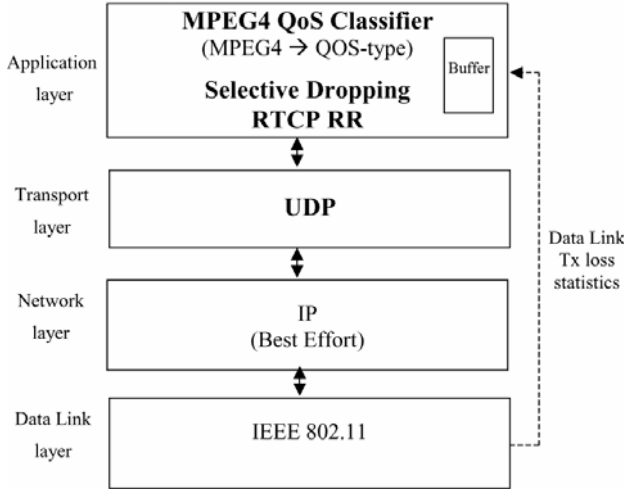 MPEG4 QoS Classifier
(MPEG4 → QOS-type)
Buffer
Selective Dropping
RTCP RR
Application
layer
UDP
Transport
layer
Data Link
Tx loss
statistics
IP
(Best Effort)
Network
layer
IEEE 802.11
Data Link
layer